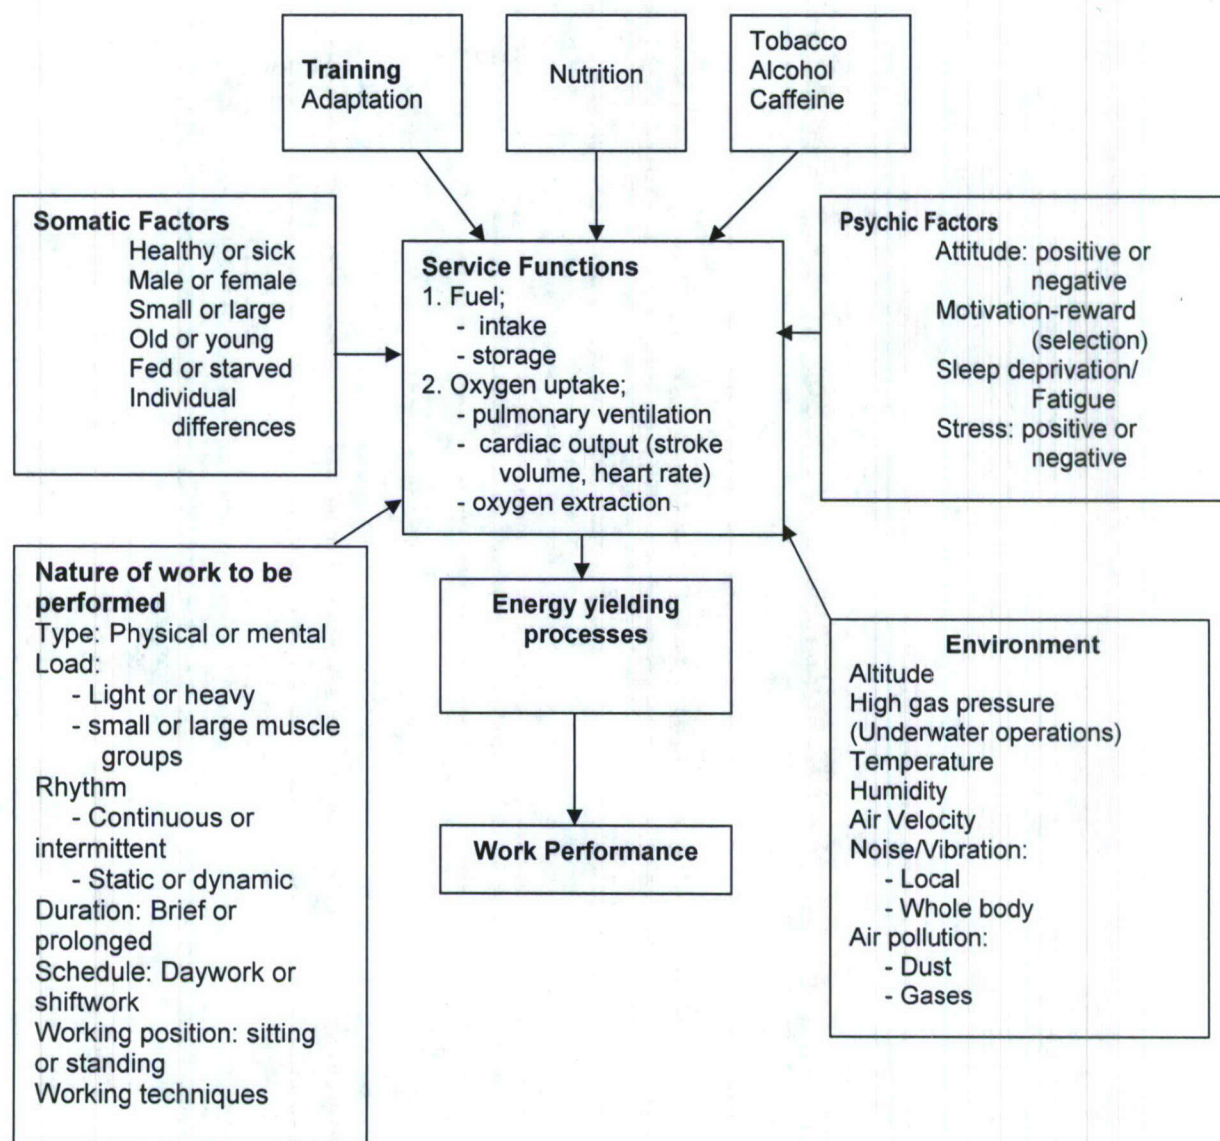 Training
Adaptation
Nutrition
Tobacco
Alcohol
Caffeine
Somatic Factors
Healthy or sick
Male or female
Small or large
Old or young
Fed or starved
Individual
differences
Service Functions
1. Fuel;
- intake
- storage
2. Oxygen uptake;
- pulmonary ventilation
- cardiac output (stroke
volume, heart rate)
- oxygen extraction
Psychic Factors
Attitude: positive or
negative
Motivation-reward
(selection)
Sleep deprivation/
Fatigue
Stress: positive or
negative
Nature of work to be
performed
Type: Physical or mental
Load:
- Light or heavy
- small or large muscle
groups
Rhythm
- Continuous or
intermittent
- Static or dynamic
Duration: Brief or
prolonged
Schedule: Daywork or
shiftwork
Working position: sitting
or standing
Working techniques
Energy yielding
processes
Work Performance
Environment
Altitude
High gas pressure
(Underwater operations)
Temperature
Humidity
Air Velocity
Noise/Vibration:
- Local
- Whole body
Air pollution:
- Dust
- Gases